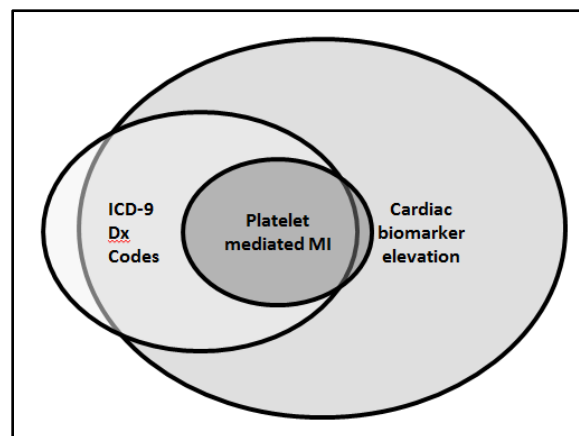 ICD-9
Dx
Codes
Platelet
mediated MI
Cardiac
biomarker
elevation